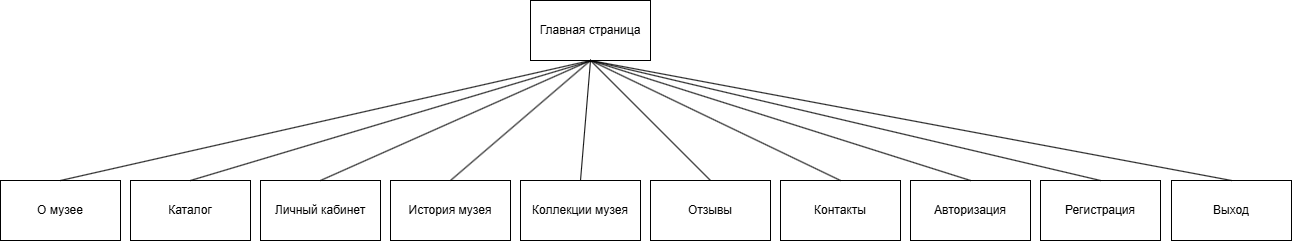 Главная страница
О музее
Каталог
Личный кабинет
История музея
Коллекции музея
Отзывы
Контакты
Авторизация
Регистрация
Выход